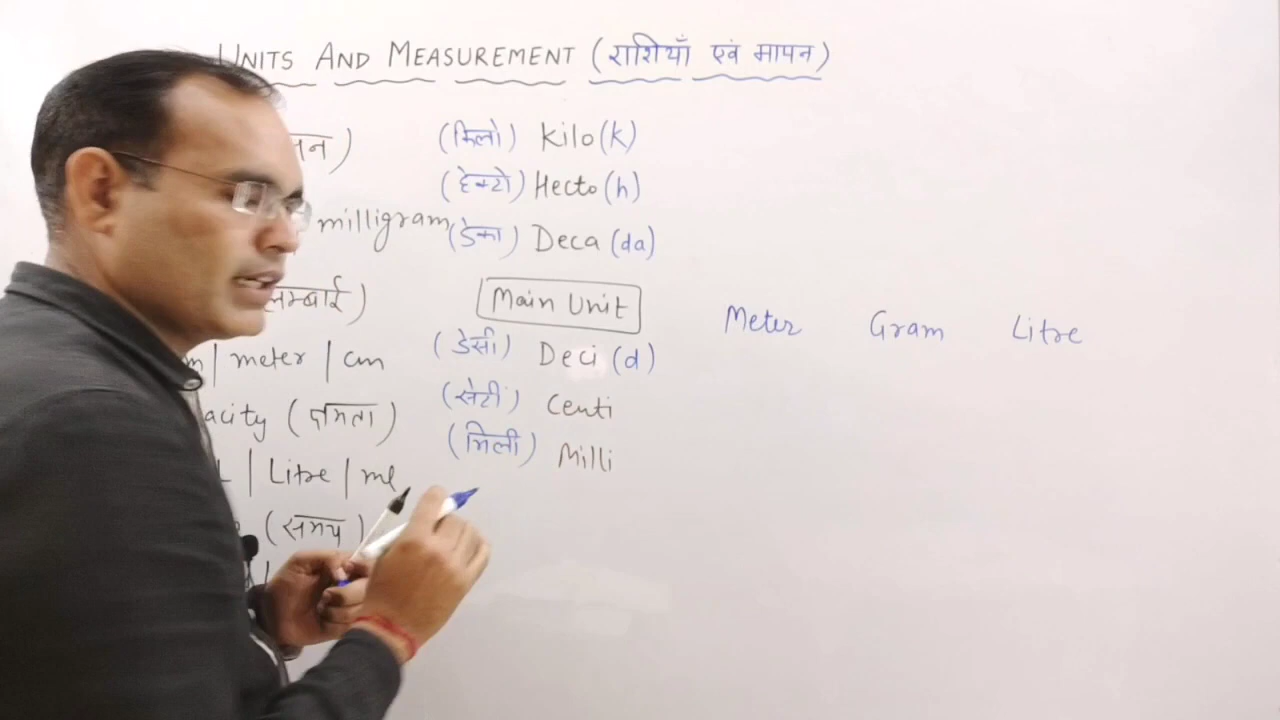 UNITS AND MEASUREMENT (राशियाँ एवं मापन)
(किलो) Kilo (k)
(हेक्टो) Hecto (h)
milligram
(डेका) Deca (da)
लम्बाई)
Main Unit
Meter Gram Litre
(डेसी) Deci (d)
m | meter | cm
(सेंटी) Centi
acity (क्षमता)
(मिली) Milli
L | Litre | ml
(समय)